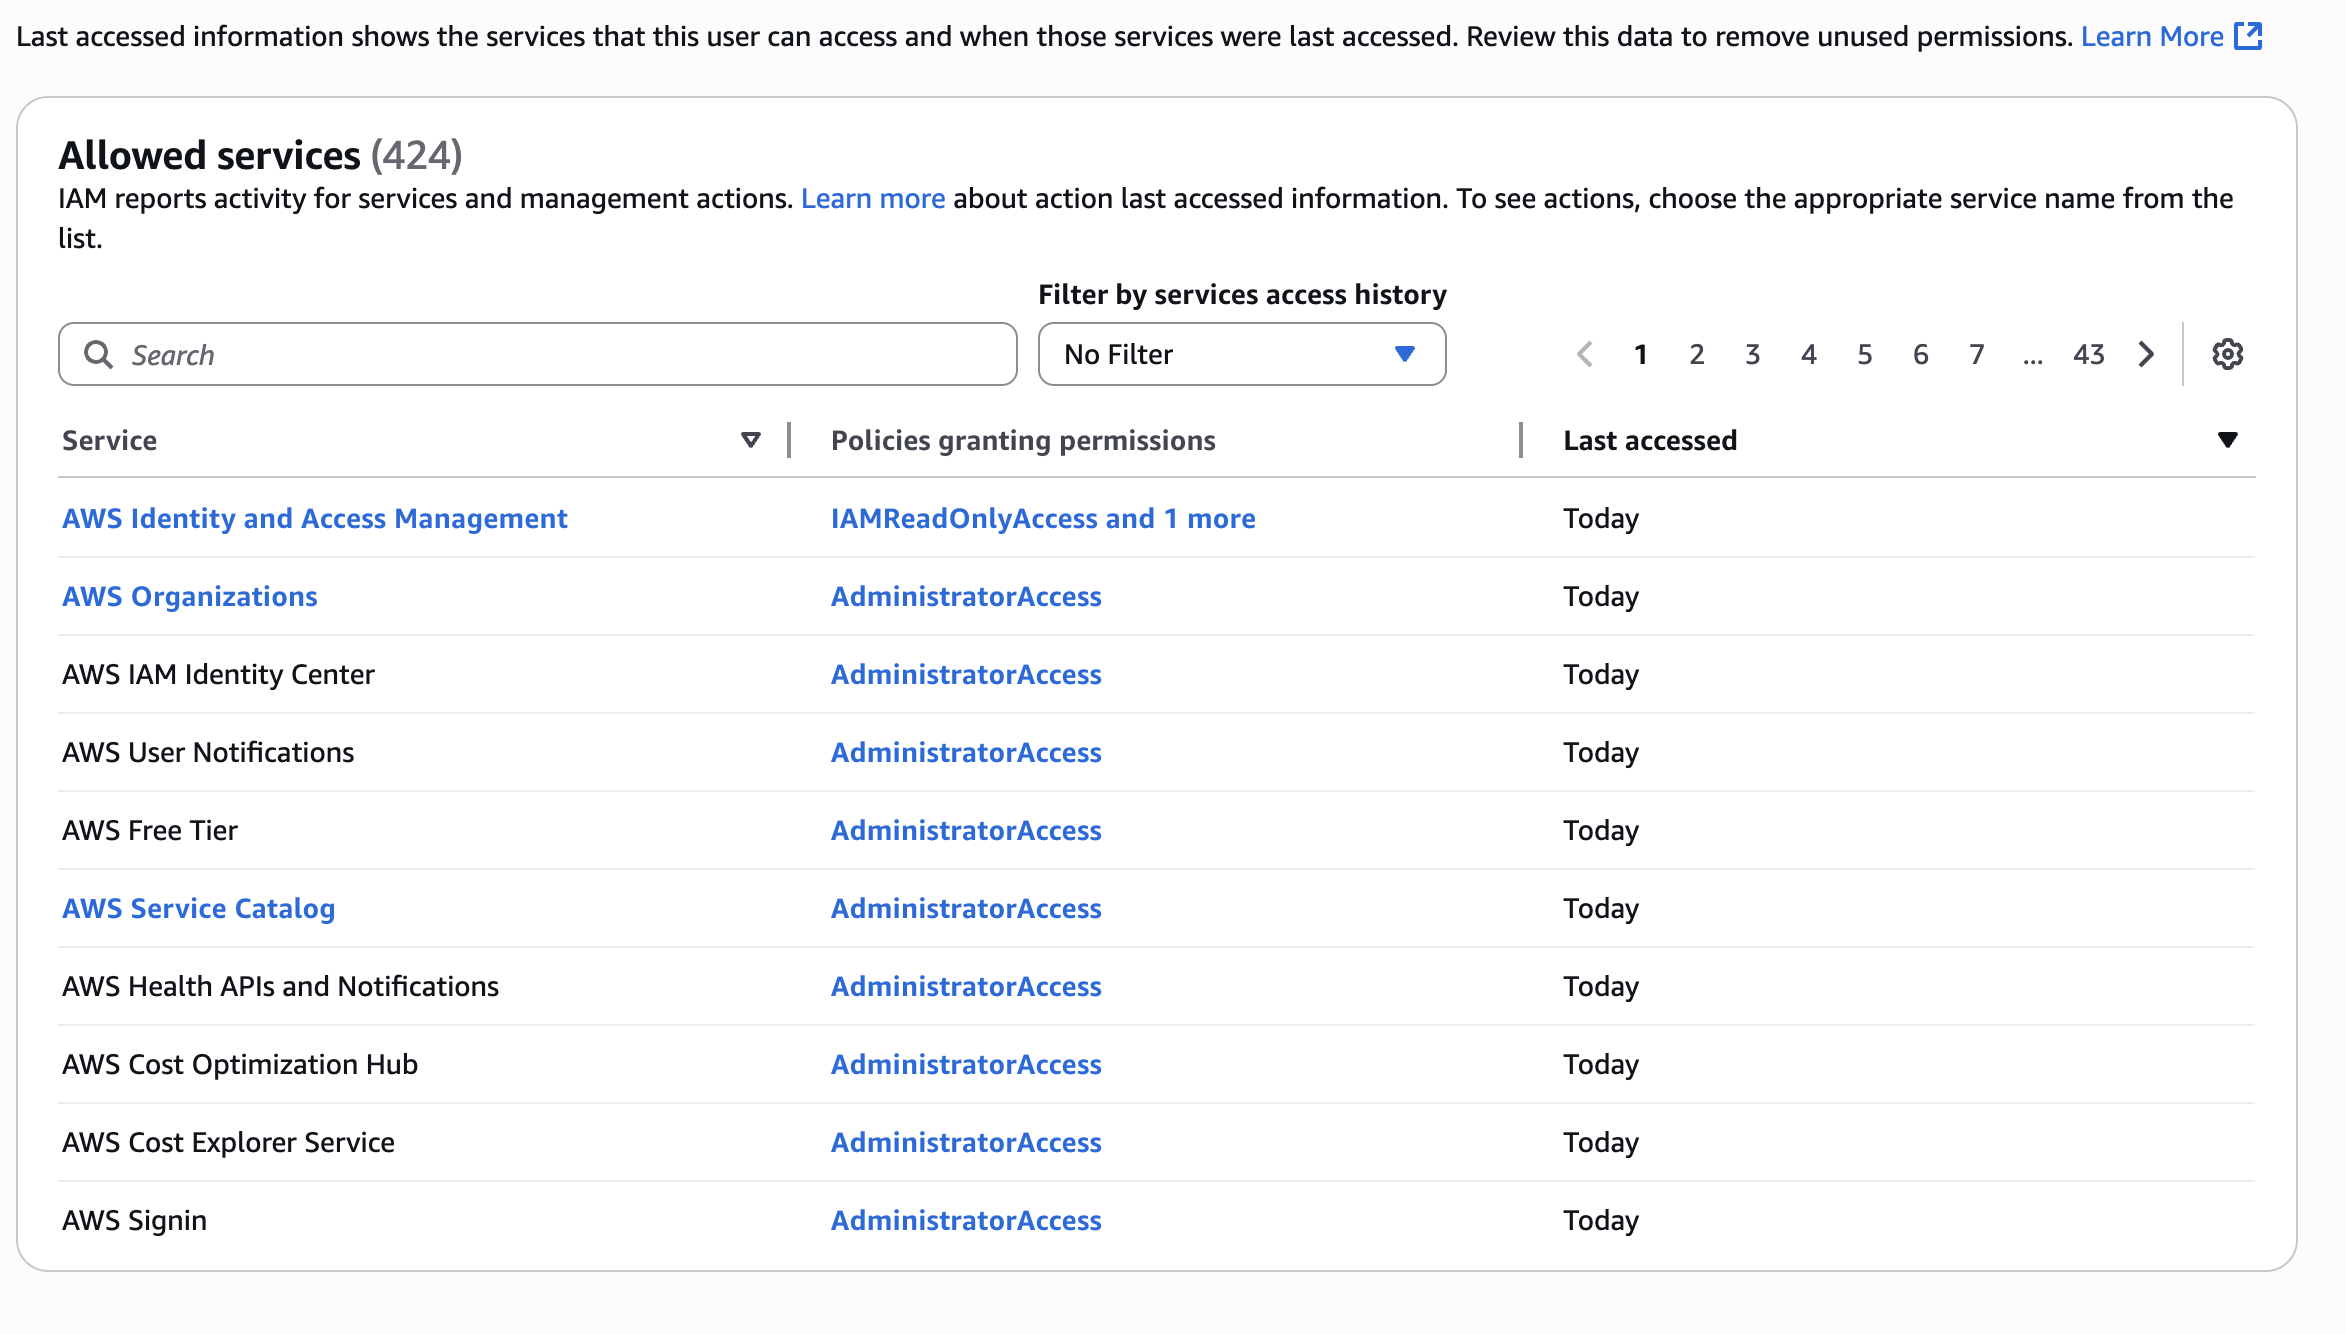 Last accessed information shows the services that this user can access and when those services were last accessed. Review this data to remove unused permissions. Learn More
Allowed services (424)
IAM reports activity for services and management actions. Learn more about action last accessed information. To see actions, choose the appropriate service name from the
list.
Filter by services access history
Search
No Filter
1 2 3 4 5 6 7 ... 43
Service Policies granting permissions Last accessed
AWS Identity and Access Management IAMReadOnlyAccess and 1 more Today
AWS Organizations AdministratorAccess Today
AWS IAM Identity Center AdministratorAccess Today
AWS User Notifications AdministratorAccess Today
AWS Free Tier AdministratorAccess Today
AWS Service Catalog AdministratorAccess Today
AWS Health APIs and Notifications AdministratorAccess Today
AWS Cost Optimization Hub AdministratorAccess Today
AWS Cost Explorer Service AdministratorAccess Today
AWS Signin AdministratorAccess Today